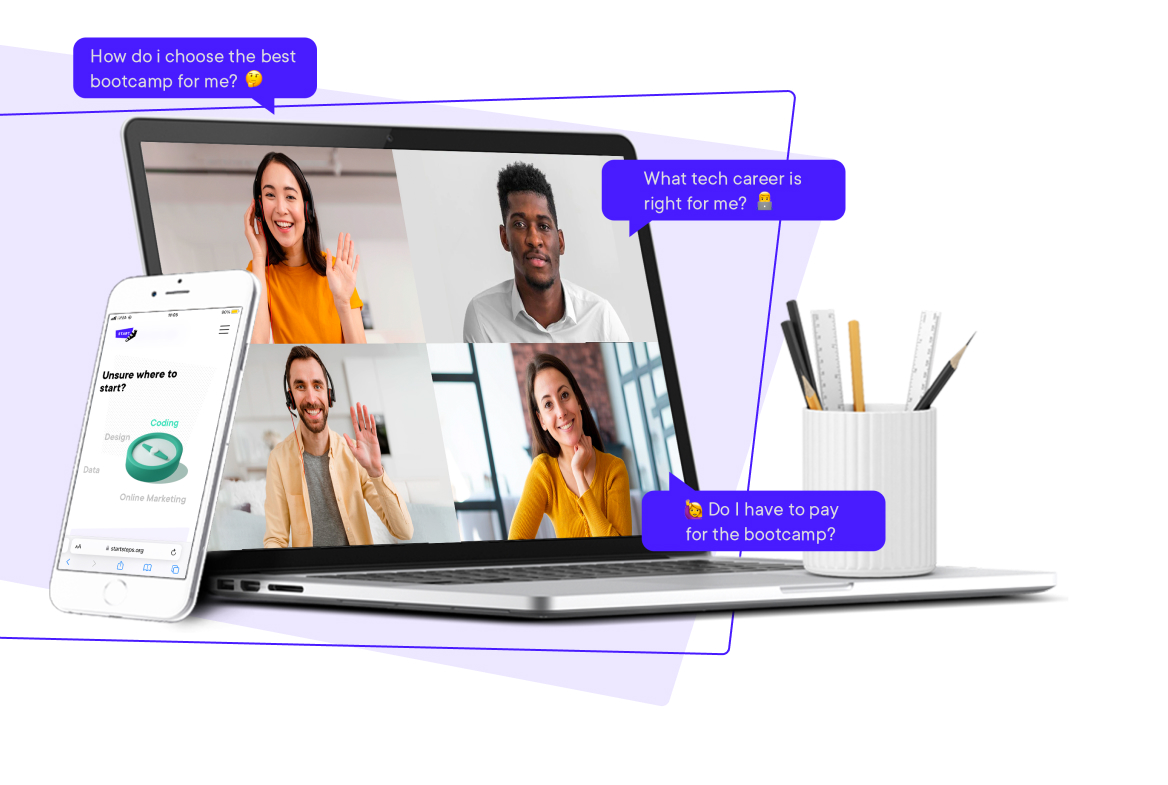 How do i choose the best
bootcamp for me? 🤔
What tech career is
right for me? 🧑‍💻
START
Unsure where to
start?
Coding
Design
Data
Online Marketing
AA
startsteps.org
🙋 Do I have to pay
for the bootcamp?